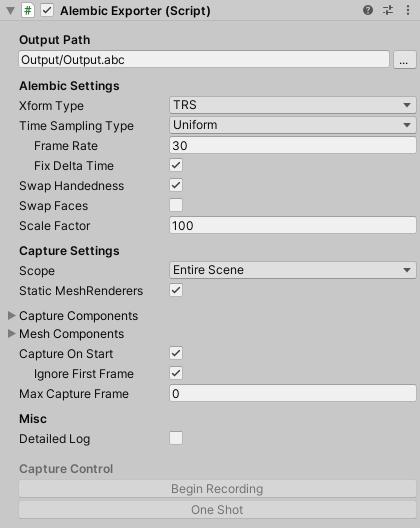 Alembic Exporter (Script)
Output Path
Output/Output.abc ...
Alembic Settings
Xform Type TRS
Time Sampling Type Uniform
Frame Rate 30
Fix Delta Time
Swap Handedness
Swap Faces
Scale Factor 100
Capture Settings
Scope Entire Scene
Static MeshRenderers
Capture Components
Mesh Components
Capture On Start
Ignore First Frame
Max Capture Frame 0
Misc
Detailed Log
Capture Control
Begin Recording
One Shot